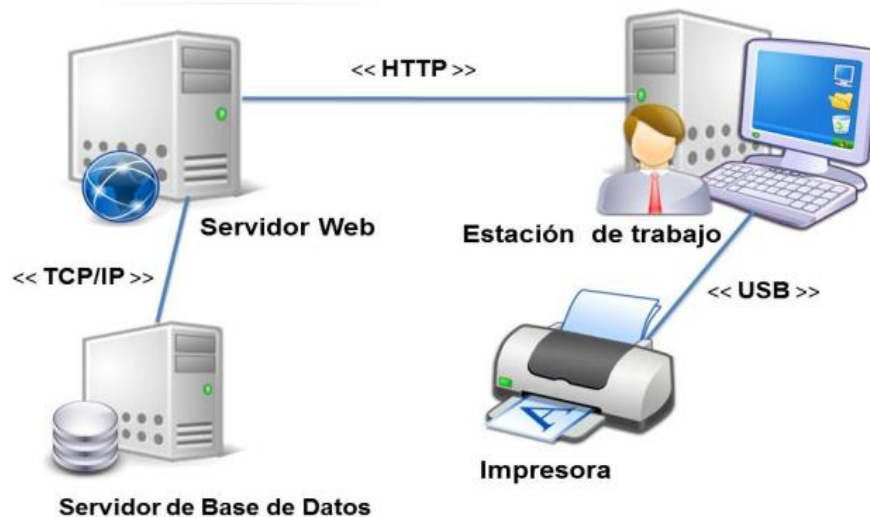 << HTTP >>
Servidor Web
Estación de trabajo
<< TCP/IP >>
<< USB >>
A
Impresora
Servidor de Base de Datos